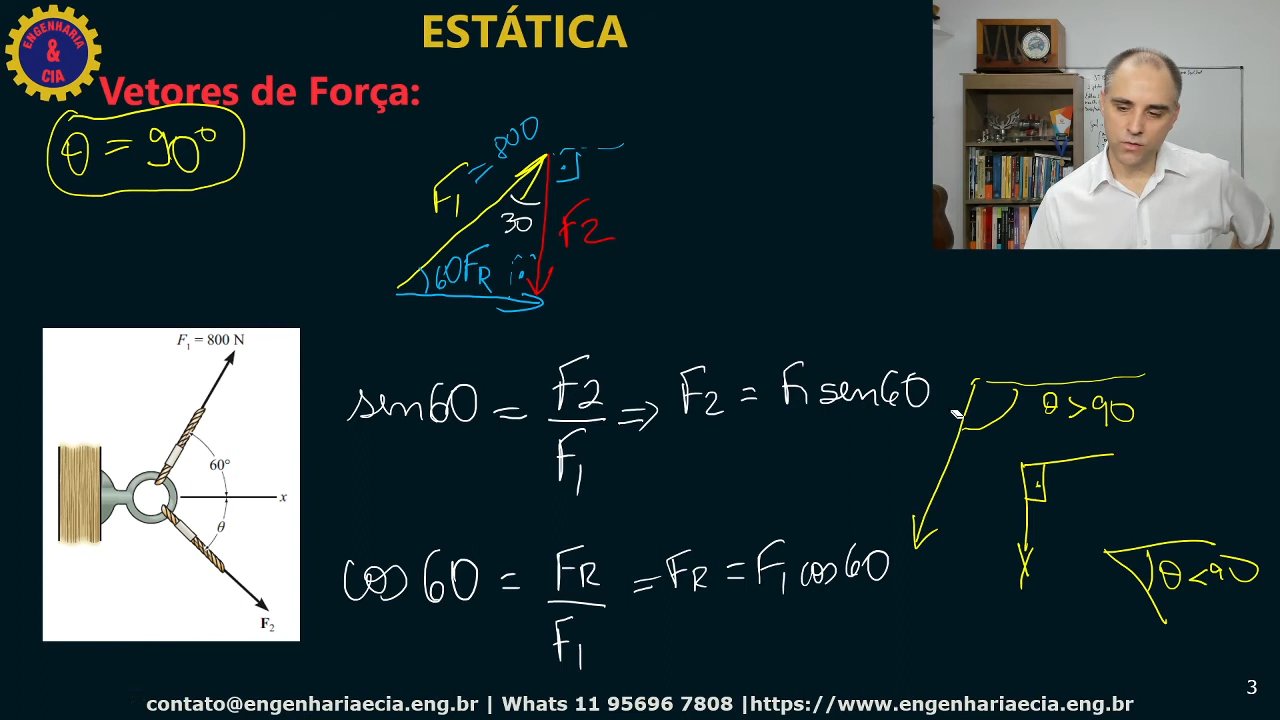 ENGENHARIA
&
CIA
ESTÁTICA
Vetores de Força:
θ = 90°
F1 = 800
30
F2
60 FR
F1 = 800 N
60°
x
θ
F2
sen60 = F2/F1 => F2 = F1 sen60
cos 60 = FR/F1 = FR = F1 cos 60
θ > 90
θ < 90
3
contato@engenhariaecia.eng.br | Whats 11 95696 7808 |https://www.engenhariaecia.eng.br